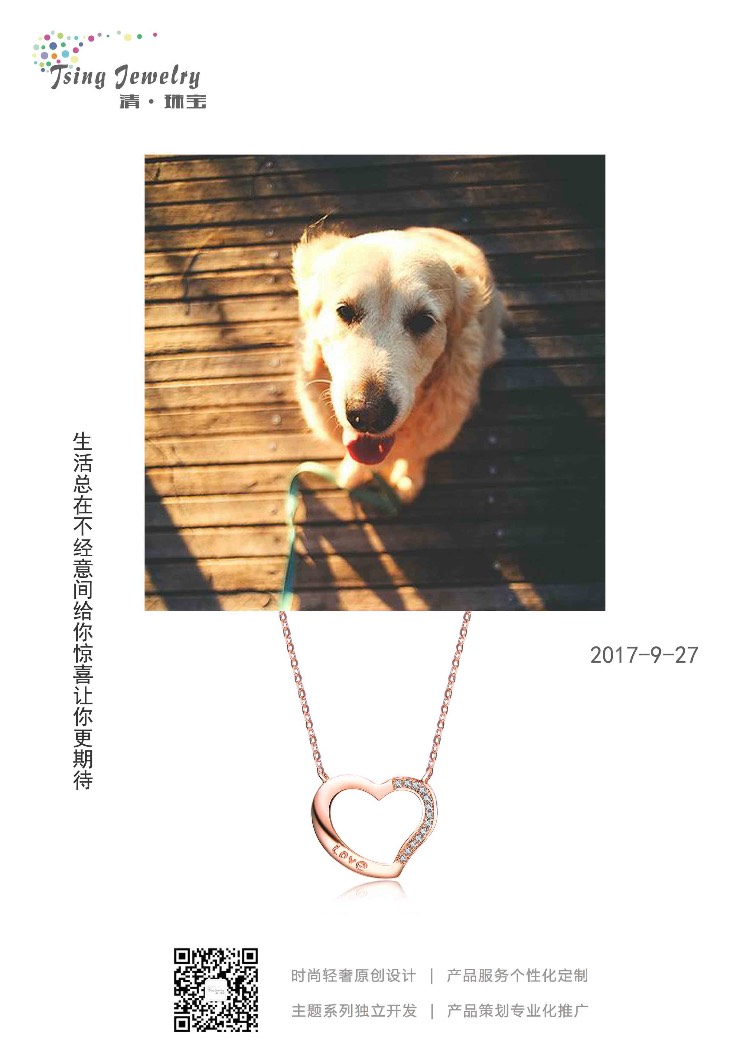 Tsing Jewelry
清·珠宝
生活总在不经意间给你惊喜让你更期待
2017-9-27
LOVE
时尚轻奢原创设计 | 产品服务个性化定制
主题系列独立开发 | 产品策划专业化推广